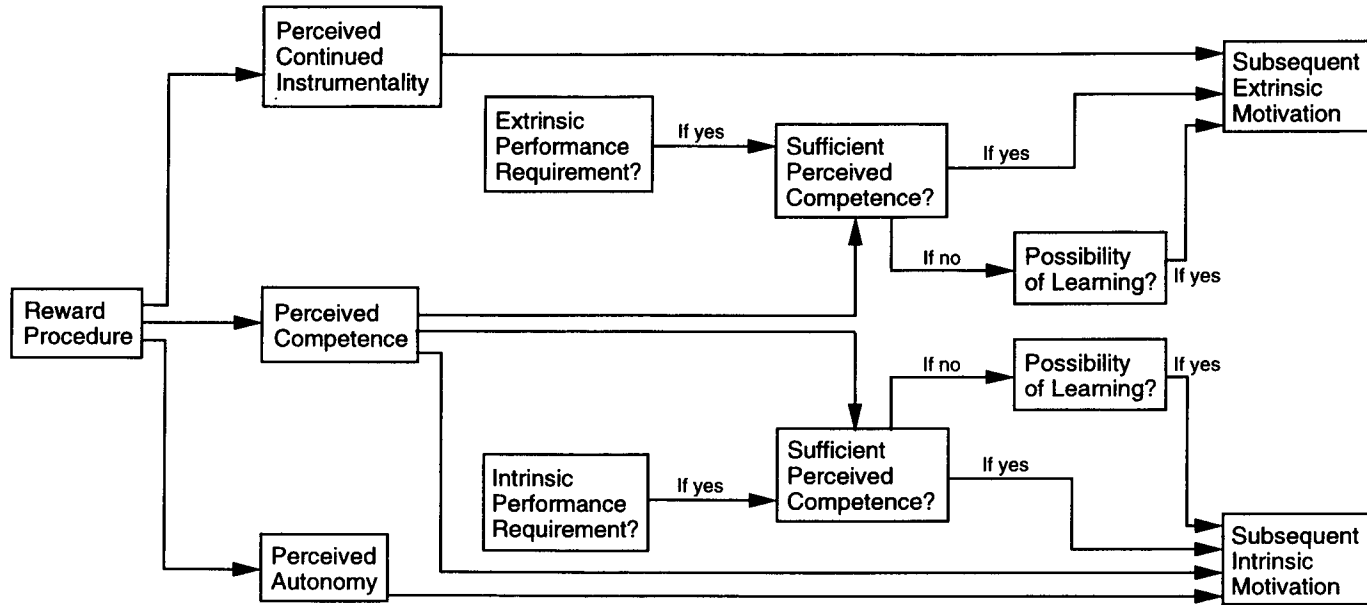 Perceived
Continued
Instrumentality
Subsequent
Extrinsic
Motivation
Extrinsic
Performance
Requirement?
If yes
Sufficient
Perceived
Competence?
If yes
If no
Possibility
of Learning?
If yes
Reward
Procedure
Perceived
Competence
If no
Possibility
of Learning?
If yes
Intrinsic
Performance
Requirement?
If yes
Sufficient
Perceived
Competence?
If yes
Perceived
Autonomy
Subsequent
Intrinsic
Motivation